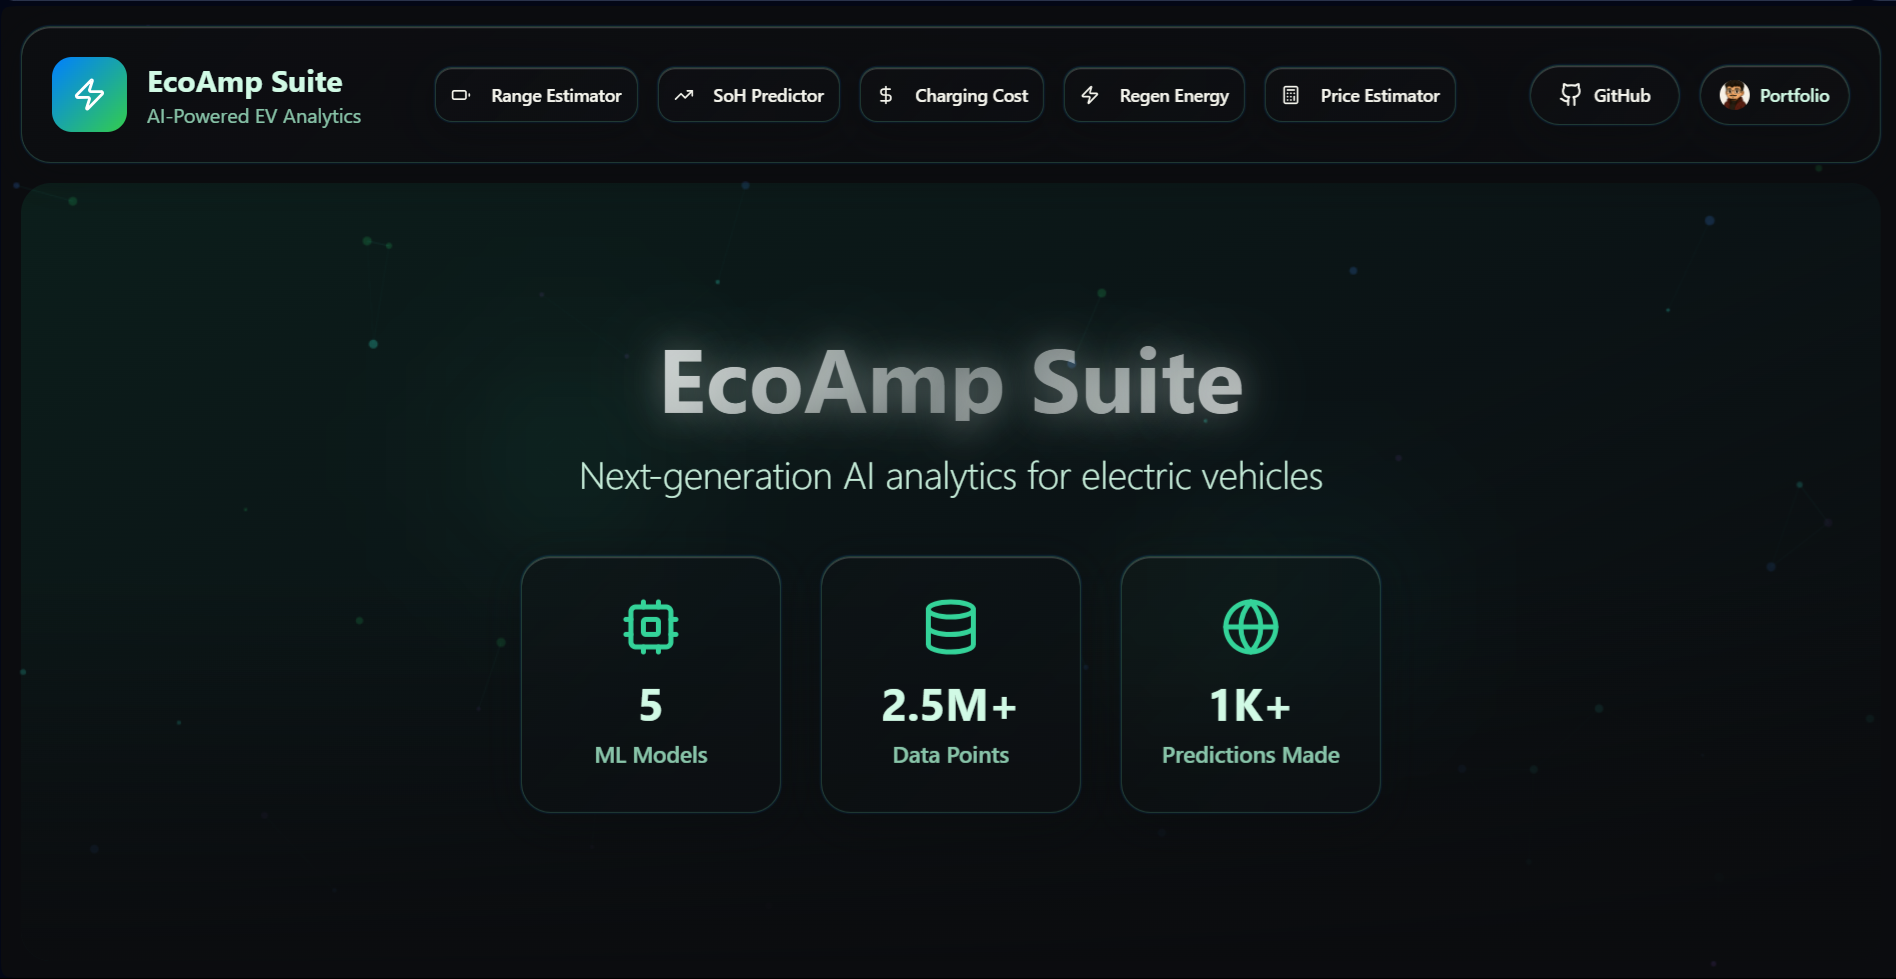 EcoAmp Suite
AI-Powered EV Analytics
Range Estimator
SoH Predictor
Charging Cost
Regen Energy
Price Estimator
GitHub
Portfolio
EcoAmp Suite
Next-generation AI analytics for electric vehicles
5
ML Models
2.5M+
Data Points
1K+
Predictions Made